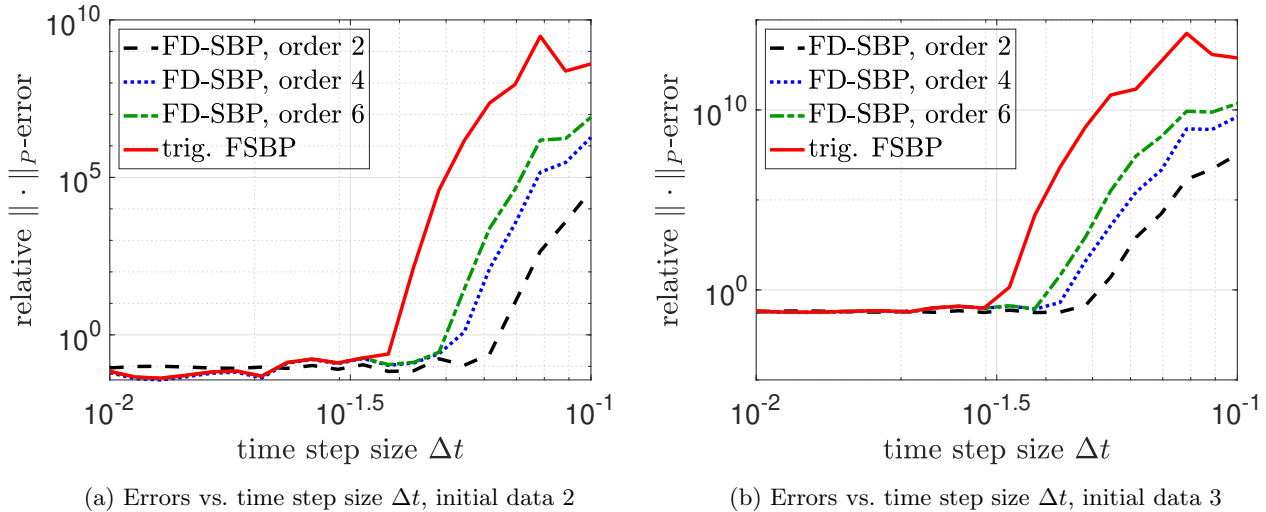 10^10
10^5
10^0
relative ‖ · ‖_P-error
FD-SBP, order 2
FD-SBP, order 4
FD-SBP, order 6
trig. FSBP
10^-2
10^-1.5
10^-1
time step size Δt
(a) Errors vs. time step size Δt, initial data 2
10^10
10^0
relative ‖ · ‖_P-error
FD-SBP, order 2
FD-SBP, order 4
FD-SBP, order 6
trig. FSBP
10^-2
10^-1.5
10^-1
time step size Δt
(b) Errors vs. time step size Δt, initial data 3